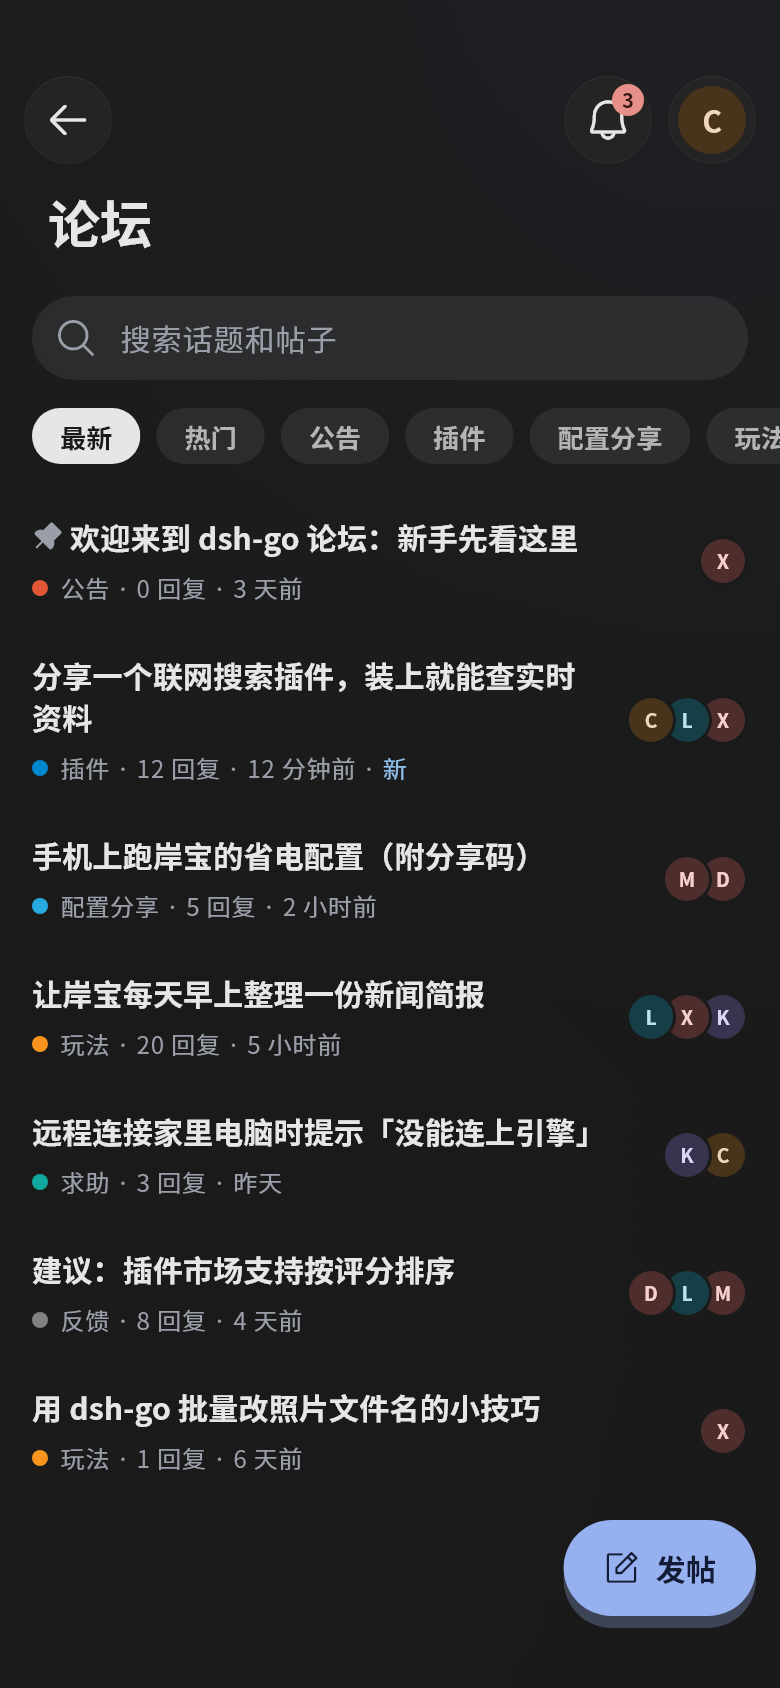 3
C
论坛
搜索话题和帖子
最新 热门 公告 插件 配置分享 玩法
欢迎来到 dsh-go 论坛：新手先看这里
X
公告 · 0 回复 · 3 天前
分享一个联网搜索插件，装上就能查实时
资料
C L X
插件 · 12 回复 · 12 分钟前 · 新
手机上跑岸宝的省电配置（附分享码）
M D
配置分享 · 5 回复 · 2 小时前
让岸宝每天早上整理一份新闻简报
L X K
玩法 · 20 回复 · 5 小时前
远程连接家里电脑时提示「没能连上引擎」
K C
求助 · 3 回复 · 昨天
建议：插件市场支持按评分排序
D L M
反馈 · 8 回复 · 4 天前
用 dsh-go 批量改照片文件名的小技巧
X
玩法 · 1 回复 · 6 天前
发帖